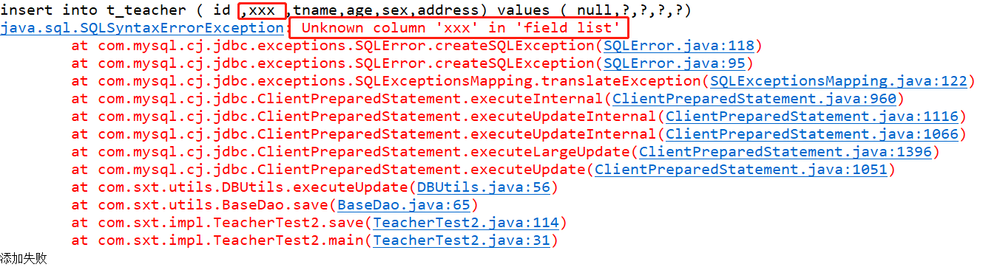 insert into t_teacher ( id ,xxx ,tname,age,sex,address) values ( null,?,?,?,?)
java.sql.SQLSyntaxErrorException: Unknown column 'xxx' in 'field list'
at com.mysql.cj.jdbc.exceptions.SQLError.createSQLException(SQLError.java:118)
at com.mysql.cj.jdbc.exceptions.SQLError.createSQLException(SQLError.java:95)
at com.mysql.cj.jdbc.exceptions.SQLExceptionsMapping.translateException(SQLExceptionsMapping.java:122)
at com.mysql.cj.jdbc.ClientPreparedStatement.executeInternal(ClientPreparedStatement.java:960)
at com.mysql.cj.jdbc.ClientPreparedStatement.executeUpdateInternal(ClientPreparedStatement.java:1116)
at com.mysql.cj.jdbc.ClientPreparedStatement.executeUpdateInternal(ClientPreparedStatement.java:1066)
at com.mysql.cj.jdbc.ClientPreparedStatement.executeLargeUpdate(ClientPreparedStatement.java:1396)
at com.mysql.cj.jdbc.ClientPreparedStatement.executeUpdate(ClientPreparedStatement.java:1051)
at com.sxt.utils.DBUtils.executeUpdate(DBUtils.java:56)
at com.sxt.utils.BaseDao.save(BaseDao.java:65)
at com.sxt.impl.TeacherTest2.save(TeacherTest2.java:114)
at com.sxt.impl.TeacherTest2.main(TeacherTest2.java:31)
添加失败